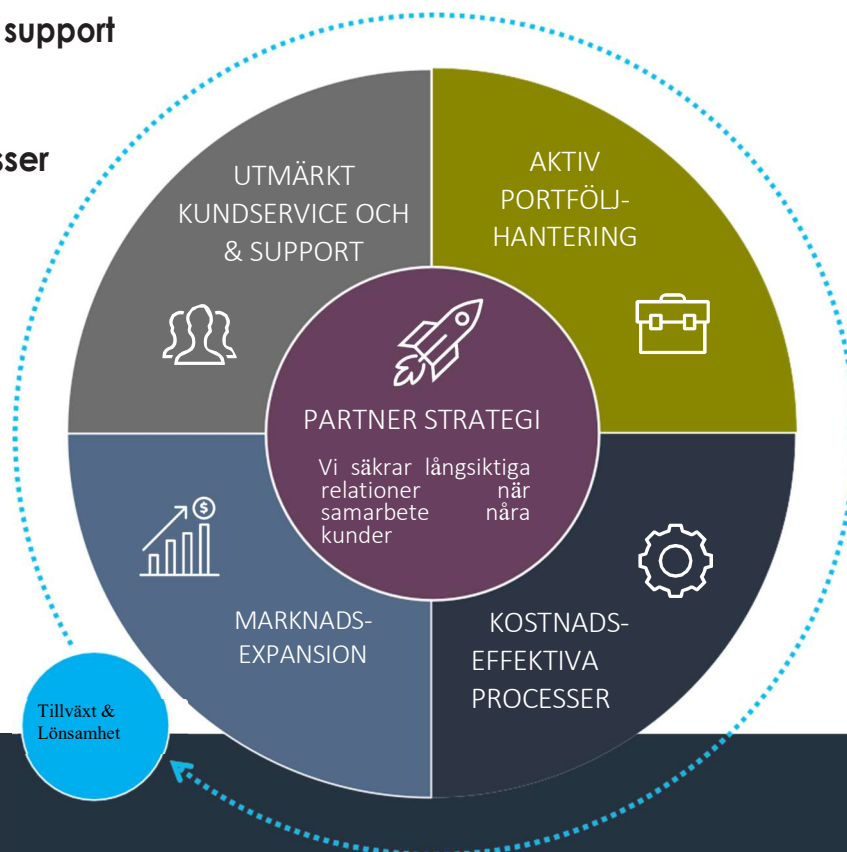 support
sser
UTMÄRKT
KUNDSERVICE OCH
& SUPPORT
AKTIV
PORTFÖLJ-
HANTERING
PARTNER STRATEGI
Vi säkrar långsiktiga
relationer när
samarbete nåra
kunder
MARKNADS-
EXPANSION
KOSTNADS-
EFFEKTIVA
PROCESSER
Tillväxt &
Lönsamhet